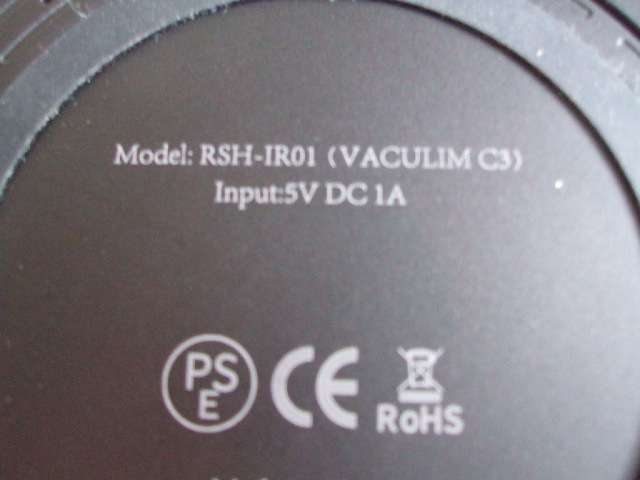 Model: RSH-IR01 (VACULIM C3)
Input:5V DC 1A
PSE CE
RoHS